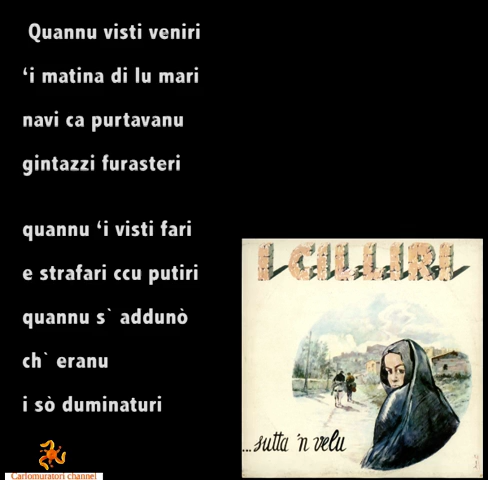 Quannu visti veniri
‘i matina di lu mari
navi ca purtavanu
gintazzi furasteri
quannu ‘i visti fari
e strafari ccu putiri
quannu s` addunò
ch` eranu
i sò duminaturi
I CILLIRI
...sutta 'n velu
Carlomuratori channel